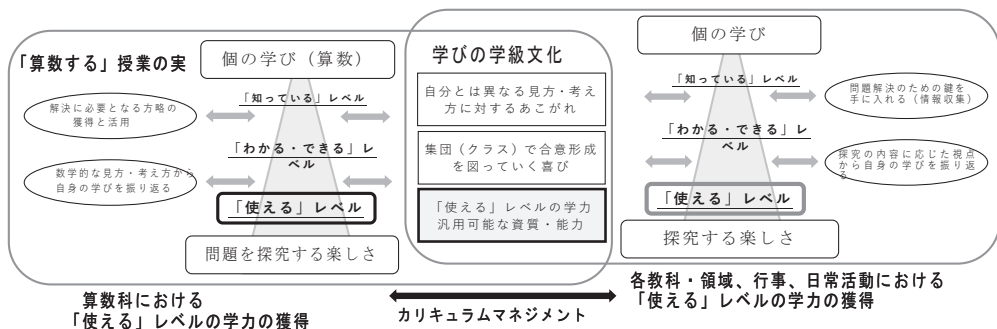 「算数する」授業の実
個の学び（算数）
「知っている」レベル
解決に必要となる方略の
獲得と活用
「わかる・できる」レ
ベル
数学的な見方・考え方から
自身の学びを振り返る
「使える」レベル
問題を探究する楽しさ
算数科における
「使える」レベルの学力の獲得
学びの学級文化
自分とは異なる見方・考え
方に対するあこがれ
集団（クラス）で合意形成
を図っていく喜び
「使える」レベルの学力
汎用可能な資質・能力
カリキュラムマネジメント
個の学び
「知っている」レベル
問題解決のための鍵を
手に入れる（情報収集）
「わかる・できる」レ
ベル
探究の内容に応じた視点
から自身の学びを振り返
る
「使える」レベル
探究する楽しさ
各教科・領域、行事、日常活動における
「使える」レベルの学力の獲得